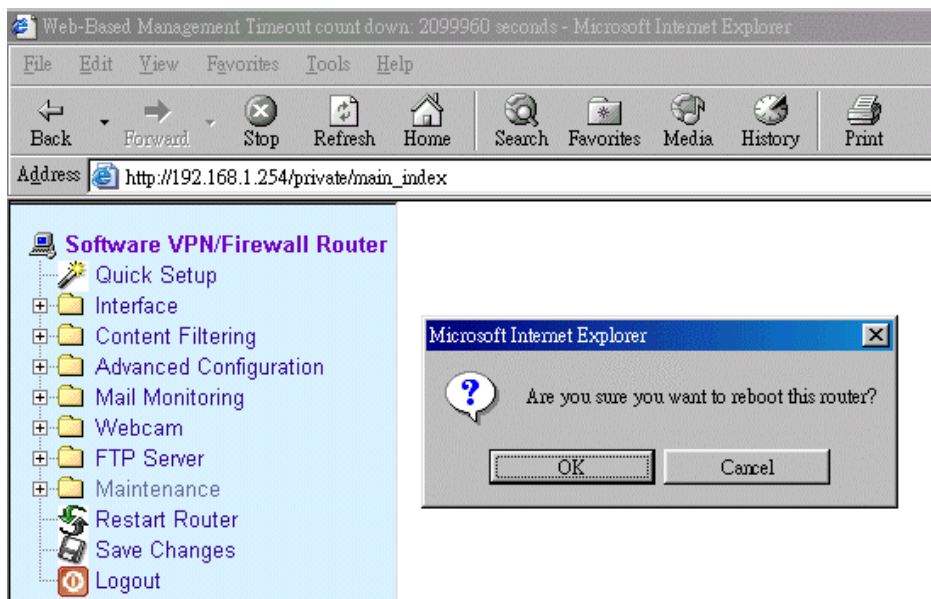 Web-Based Management Timeout count down: 2099960 seconds - Microsoft Internet Explorer
File Edit View Favorites Tools Help
Back Forward Stop Refresh Home Search Favorites Media History Print
Address http://192.168.1.254/private/main_index
Software VPN/Firewall Router
Quick Setup
Interface
Content Filtering
Advanced Configuration
Mail Monitoring
Webcam
FTP Server
Maintenance
Restart Router
Save Changes
Logout
Microsoft Internet Explorer
Are you sure you want to reboot this router?
OK Cancel